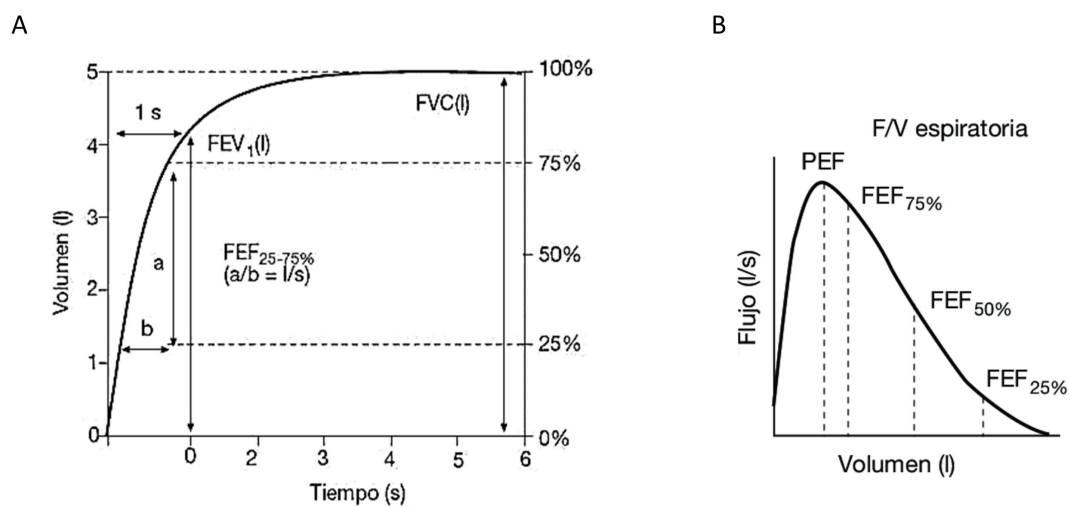 A
B
5
100%
1 s
FVC(l)
FEV1(l)
F/V espiratoria
4
75%
PEF
FEF75%
3
Volumen (l)
a
FEF25-75%
(a/b = l/s)
50%
Flujo (l/s)
2
b
25%
FEF50%
1
FEF25%
0
0%
0 2 3 4 5 6
Tiempo (s)
Volumen (l)